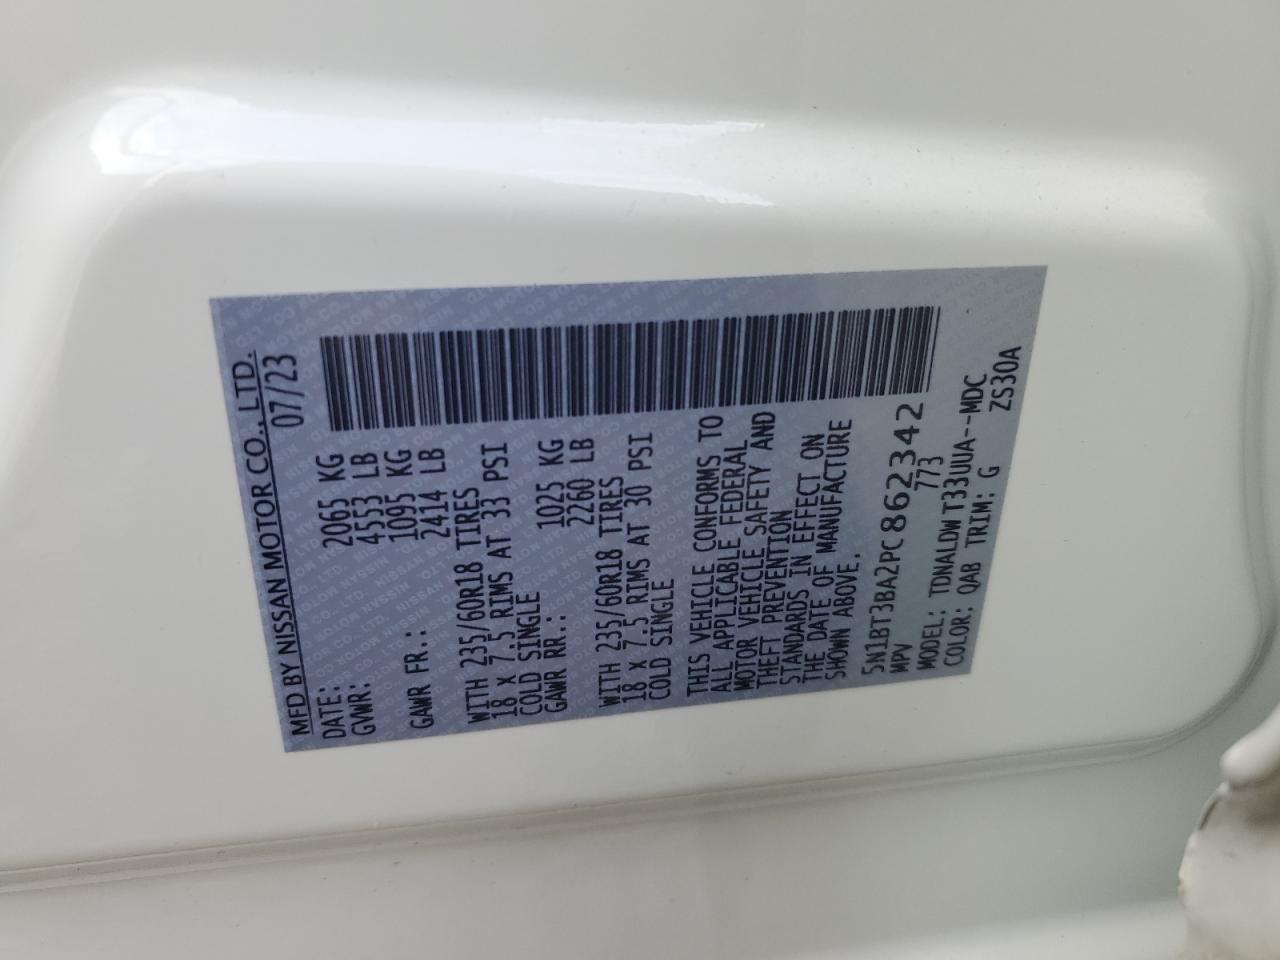 MFD BY NISSAN MOTOR CO., LTD.
DATE: 07/23
GVWR: 2065 KG
4553 LB
GAWR FR.: 1095 KG
2414 LB
WITH 235/60R18 TIRES
18 X 7.5 RIMS AT 33 PSI
COLD SINGLE
GAWR RR.: 1025 KG
2260 LB
WITH 235/60R18 TIRES
18 X 7.5 RIMS AT 30 PSI
COLD SINGLE
THIS VEHICLE CONFORMS TO
ALL APPLICABLE FEDERAL
MOTOR VEHICLE SAFETY AND
THEFT PREVENTION
STANDARDS IN EFFECT ON
THE DATE OF MANUFACTURE
SHOWN ABOVE.
5N1BT3BA2PC862342
MPV 773
MODEL: TDNALDWT33UUA--MDC
COLOR: QAB TRIM: G ZS30A